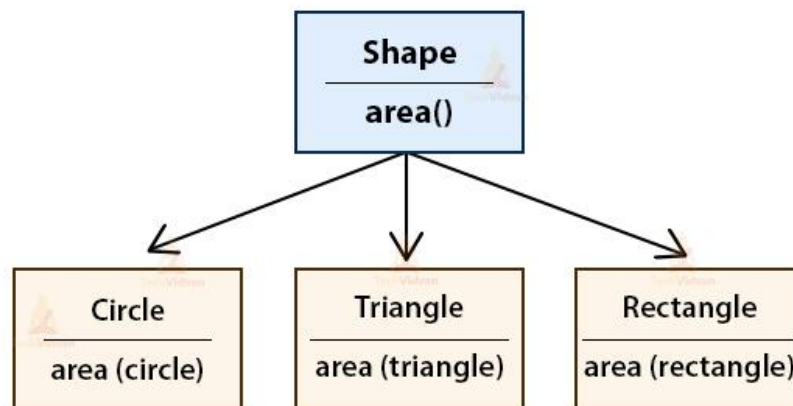 Shape
area()
Circle
area (circle)
Triangle
area (triangle)
Rectangle
area (rectangle)